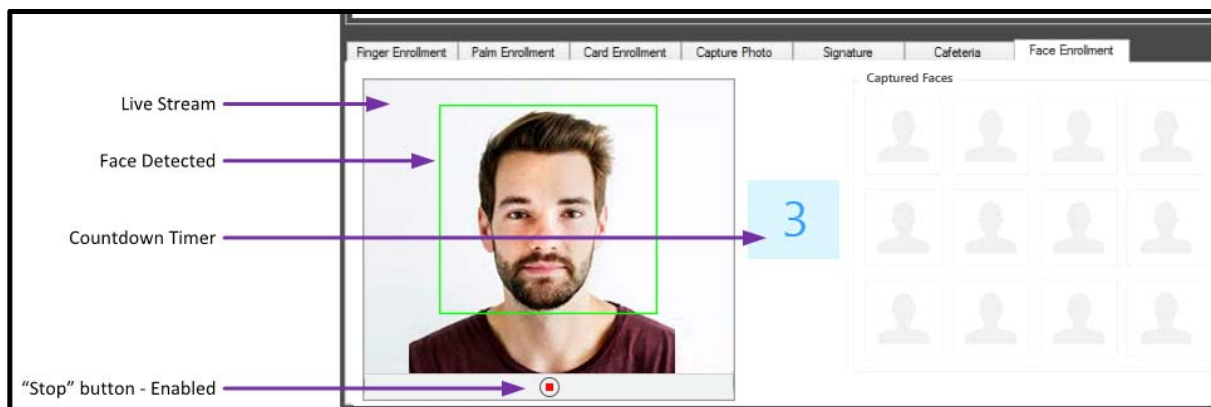 Finger Enrollment Palm Enrollment Card Enrollment Capture Photo Signature Cafeteria Face Enrollment
Captured Faces
Live Stream
Face Detected
Countdown Timer
3
“Stop” button - Enabled